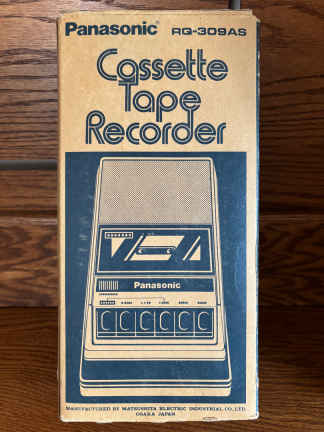 Panasonic RQ-309AS
Cassette
Tape
Recorder
Panasonic
MANUFACTURED BY MATSUSHITA ELECTRIC INDUSTRIAL CO., LTD.
OSAKA JAPAN